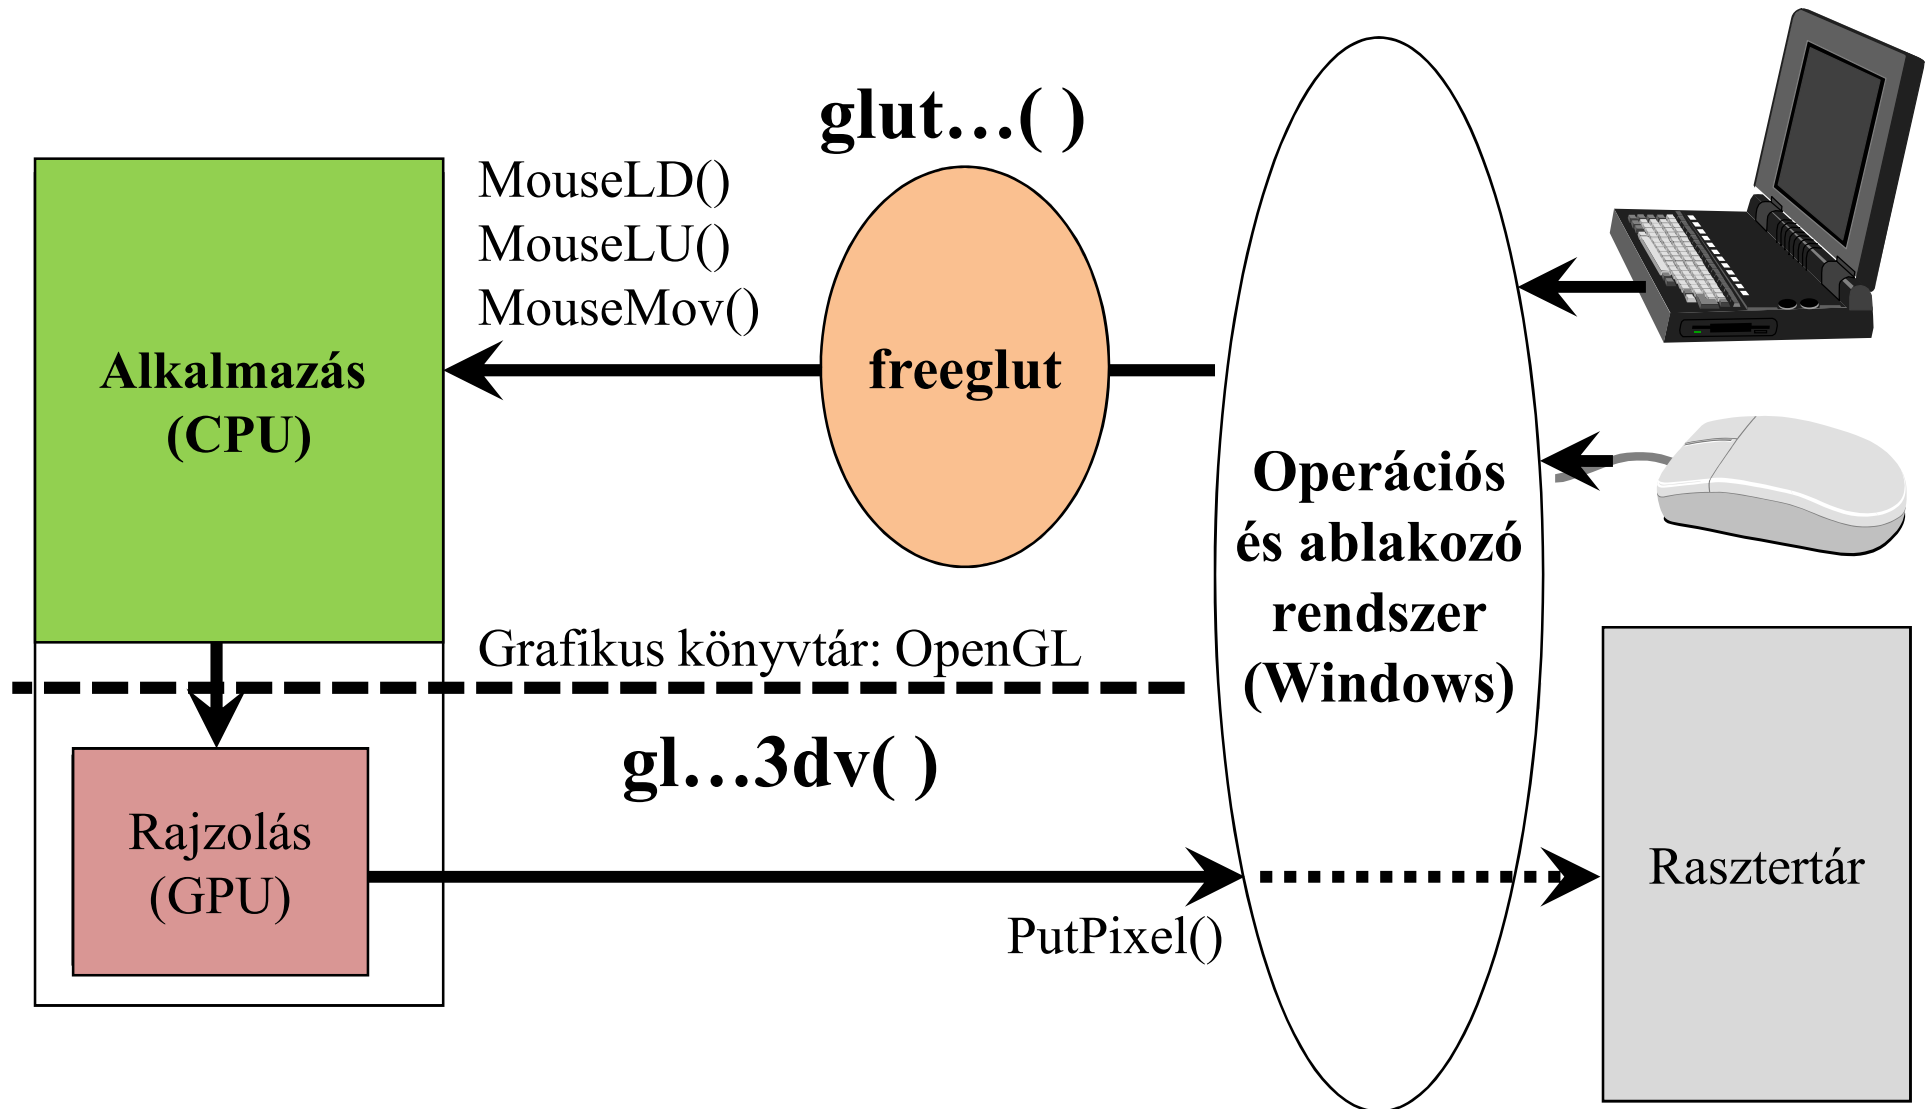 glut…( )
MouseLD()
MouseLU()
MouseMov()
Alkalmazás
(CPU)
freeglut
Operációs
és ablakozó
rendszer
(Windows)
Grafikus könyvtár: OpenGL
gl…3dv( )
Rajzolás
(GPU)
PutPixel()
Rasztertár